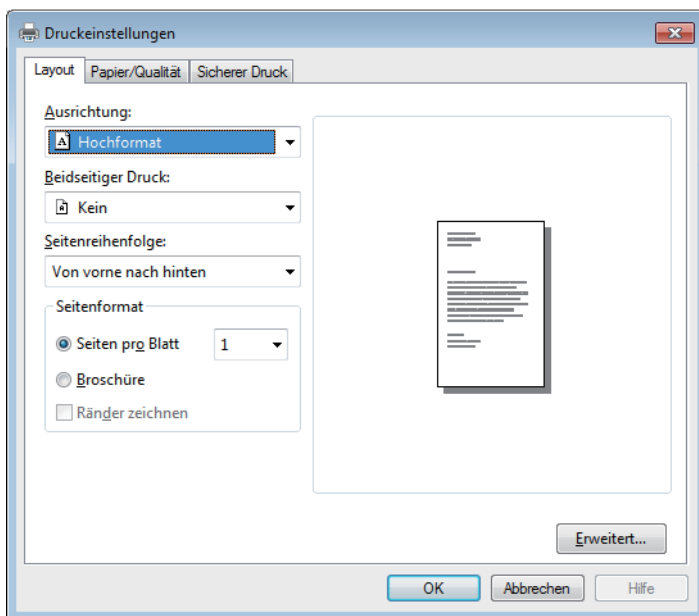 Druckeinstellungen
Layout Papier/Qualität Sicherer Druck
Ausrichtung:
A Hochformat
Beidseitiger Druck:
Kein
Seitenreihenfolge:
Von vorne nach hinten
Seitenformat
Seiten pro Blatt 1
Broschüre
Ränder zeichnen
Erweitert...
OK Abbrechen Hilfe